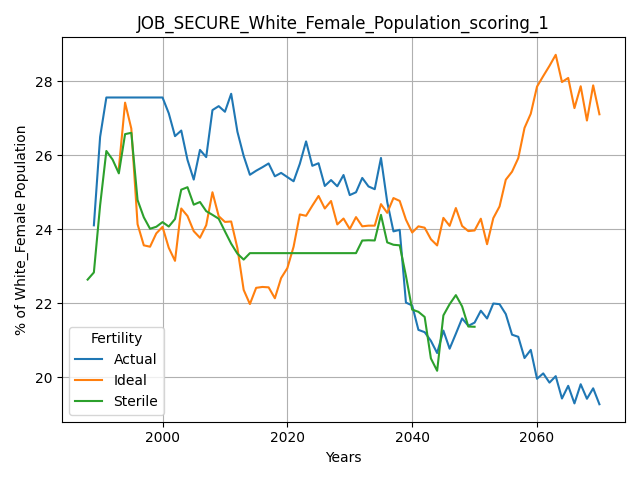 JOB_SECURE_White_Female_Population_scoring_1
% of White_Female Population
28
26
24
22
20
Fertility
Actual
Ideal
Sterile
2000 2020 2040 2060
Years